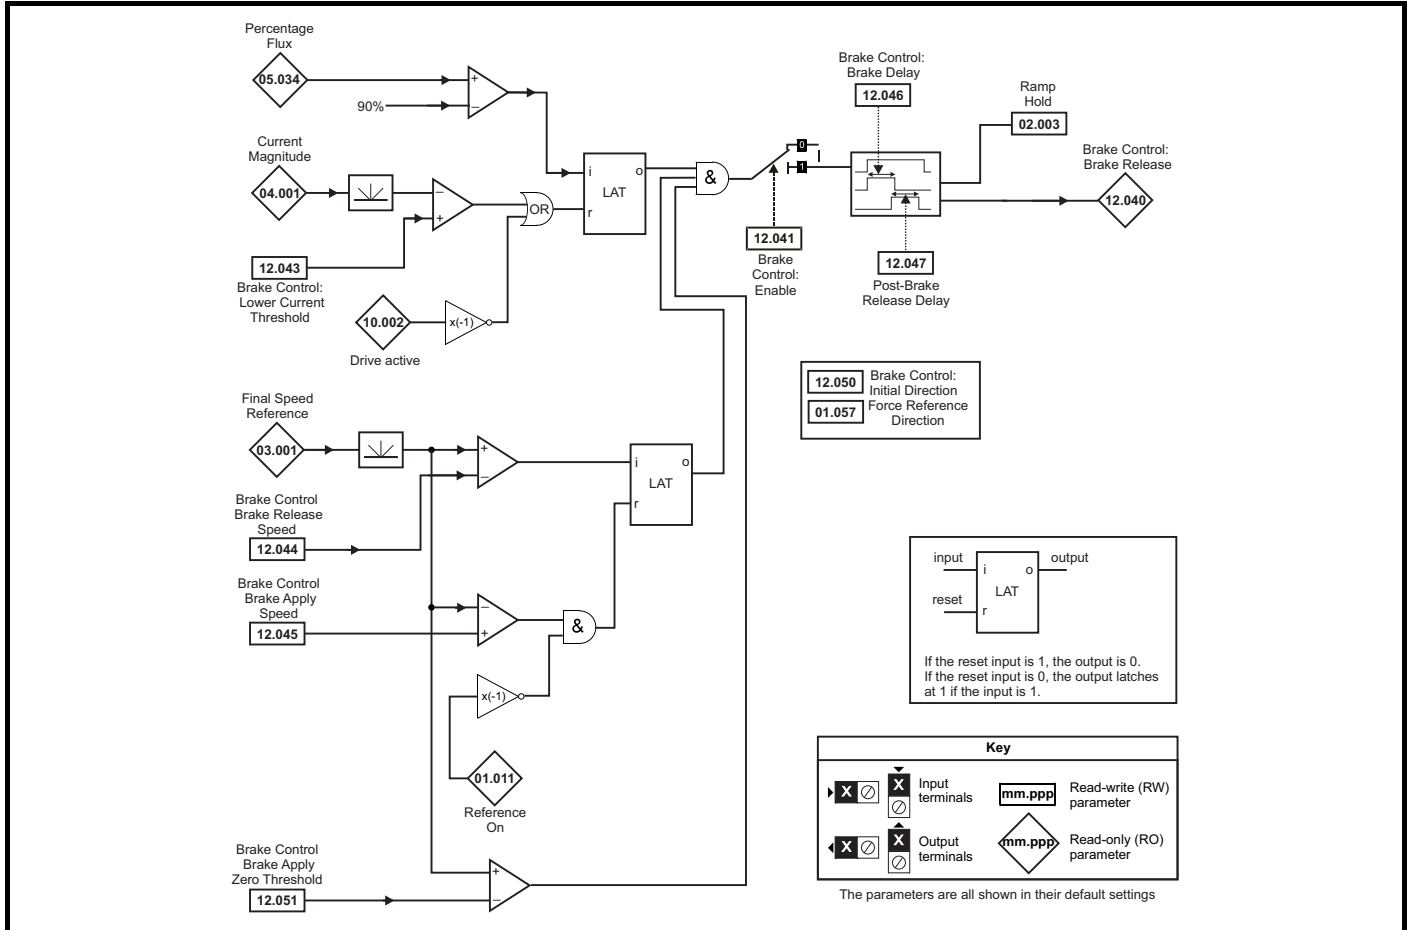 Percentage
Flux
05.034
+
90%
–
Current
Magnitude
04.001
–
+
12.043
Brake Control:
Lower Current
Threshold
OR
i
o
LAT
r
10.002
x(-1)
Drive active
&
0
1
12.041
Brake
Control:
Enable
Brake Control:
Brake Delay
12.046
12.047
Post-Brake
Release Delay
Ramp
Hold
02.003
Brake Control:
Brake Release
12.040
12.050
Brake Control:
Initial Direction
01.057
Force Reference
Direction
Final Speed
Reference
03.001
+
–
Brake Control
Brake Release
Speed
12.044
i
o
LAT
r
Brake Control
Brake Apply
Speed
12.045
–
+
&
x(-1)
01.011
Reference
On
Brake Control
Brake Apply
Zero Threshold
12.051
+
–
input
output
i
o
LAT
reset
r
If the reset input is 1, the output is 0.
If the reset input is 0, the output latches
at 1 if the input is 1.
Key
X
X
Input
terminals
mm.ppp
Read-write (RW)
parameter
X
X
Output
terminals
mm.ppp
Read-only (RO)
parameter
The parameters are all shown in their default settings